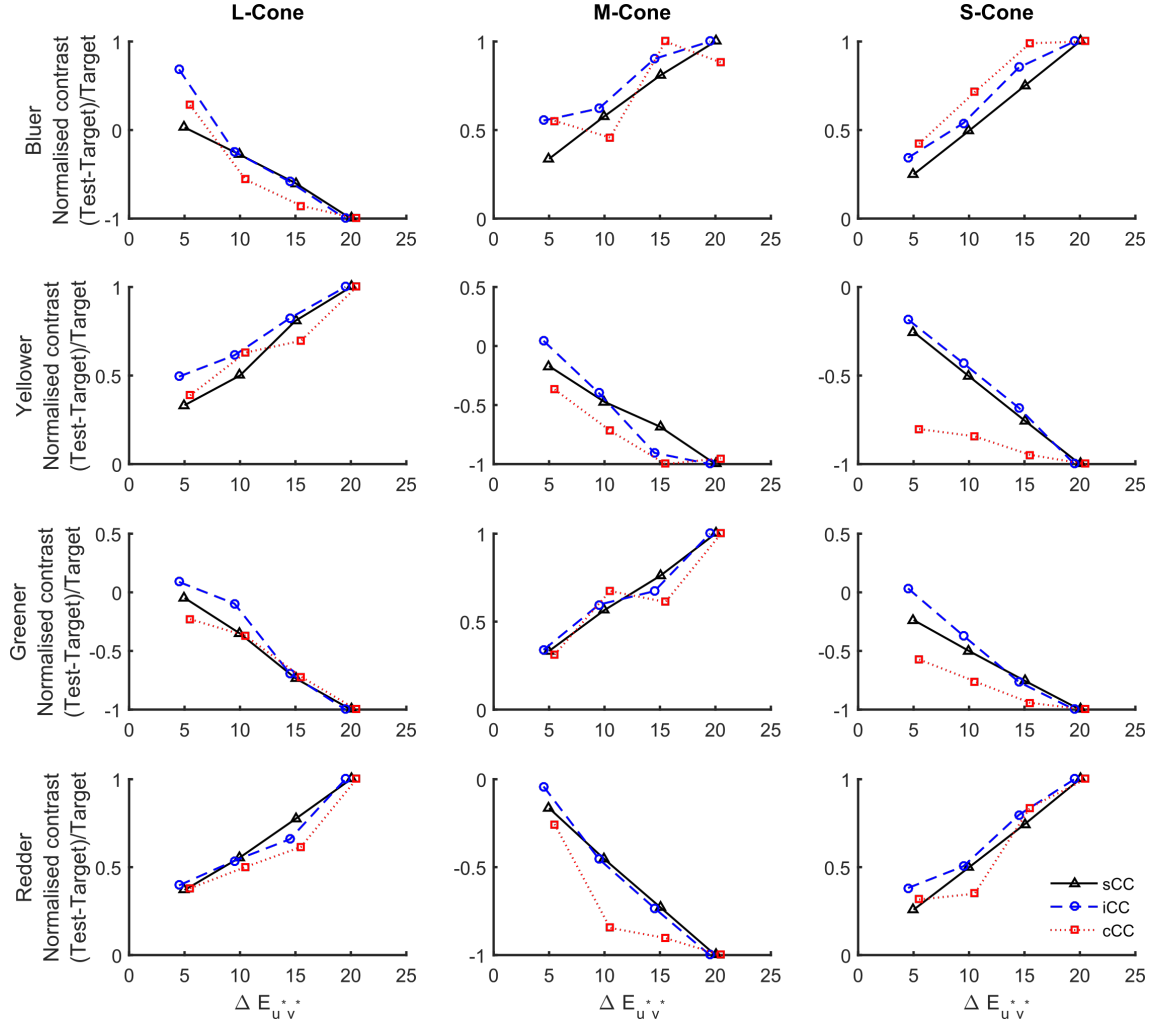 L-Cone M-Cone S-Cone
Bluer
Normalised contrast
(Test-Target)/Target
1
0
-1
0 5 10 15 20 25
1
0.5
0
0 5 10 15 20 25
1
0.5
0
0 5 10 15 20 25
Yellower
Normalised contrast
(Test-Target)/Target
1
0.5
0
0 5 10 15 20 25
0.5
0
-0.5
-1
0 5 10 15 20 25
0
-0.5
-1
0 5 10 15 20 25
Greener
Normalised contrast
(Test-Target)/Target
0.5
0
-0.5
-1
0 5 10 15 20 25
1
0.5
0
0 5 10 15 20 25
0.5
0
-0.5
-1
0 5 10 15 20 25
Redder
Normalised contrast
(Test-Target)/Target
1
0.5
0
0 5 10 15 20 25
Δ E u*v*
0
-0.5
-1
0 5 10 15 20 25
Δ E u*v*
1
0.5
0
sCC
iCC
cCC
0 5 10 15 20 25
Δ E u*v*